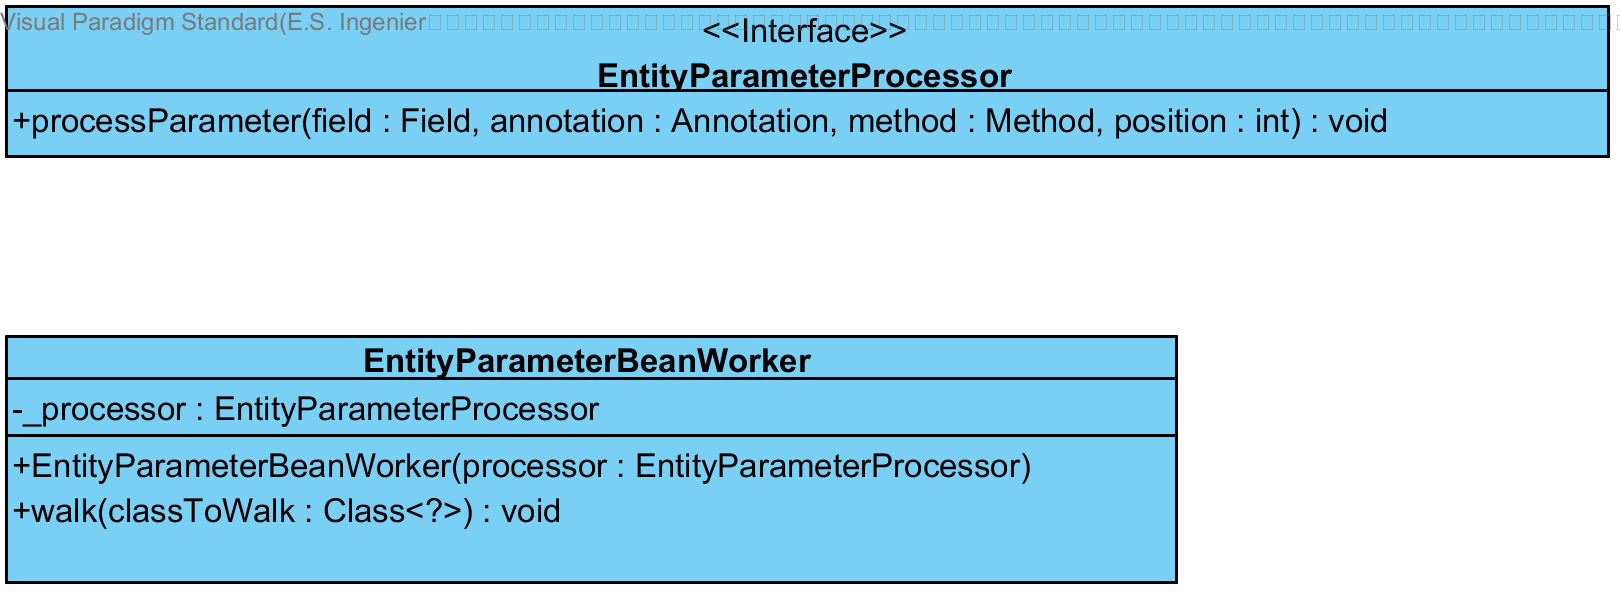 Visual Paradigm Standard(E.S. Ingenier
<<Interface>>
EntityParameterProcessor
+processParameter(field : Field, annotation : Annotation, method : Method, position : int) : void
EntityParameterBeanWorker
-_processor : EntityParameterProcessor
+EntityParameterBeanWorker(processor : EntityParameterProcessor)
+walk(classToWalk : Class<?>) : void